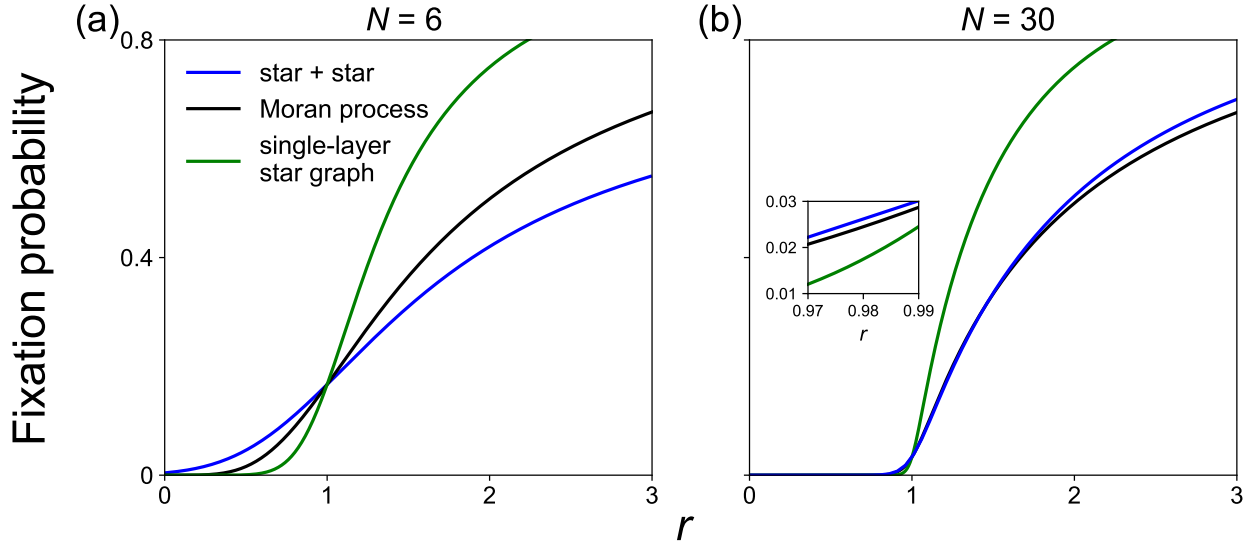 (a)
N = 6
(b)
N = 30
Fixation probability
0.8
0.4
0
star + star
Moran process
single-layer
star graph
0
1
2
3
0.03
0.02
0.01
0.97
0.98
0.99
r
0
1
2
3
r